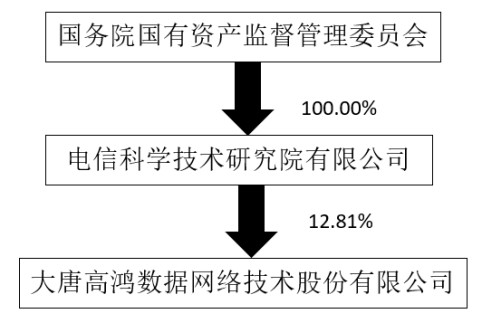 国务院国有资产监督管理委员会
100.00%
电信科学技术研究院有限公司
12.81%
大唐高鸿数据网络技术股份有限公司